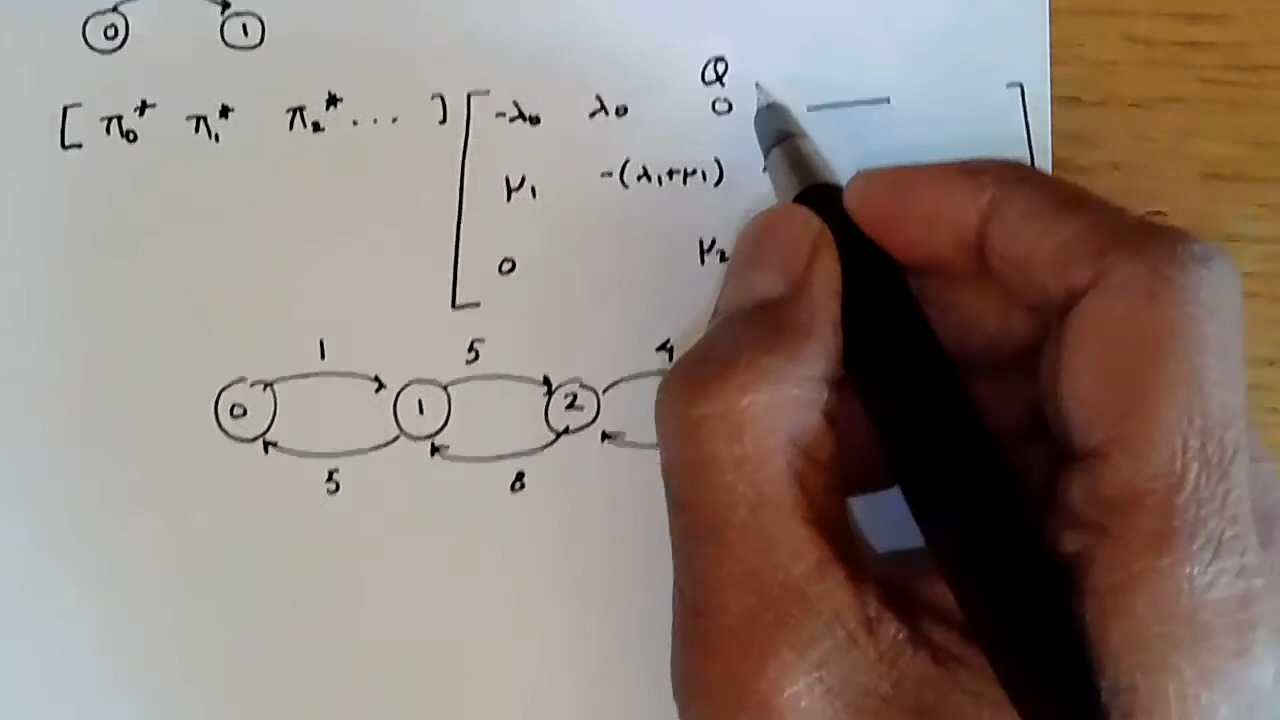 0 1
Q
[ π₀* π₁* π₂* ... ] [ -λ₀ λ₀ 0 —
μ₁ -(λ₁+μ₁)
0 μ₂
1 5 4
0 1 2
5 8